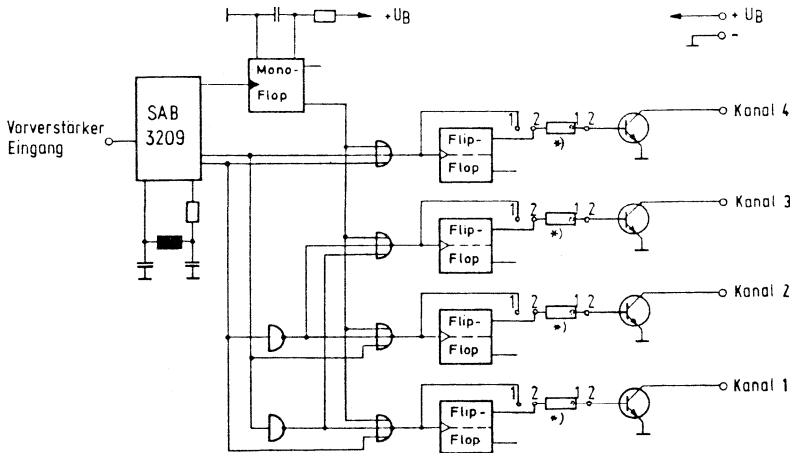 +UB
+ UB
-
Mono-
Flop
SAB
3209
Vorverstärker
Eingang
1 2 1 2
*)
Flip-
Flop
Kanal 4
1 2 1 2
*)
Flip-
Flop
Kanal 3
1 2 1 2
*)
Flip-
Flop
Kanal 2
1 2 1 2
*)
Flip-
Flop
Kanal 1